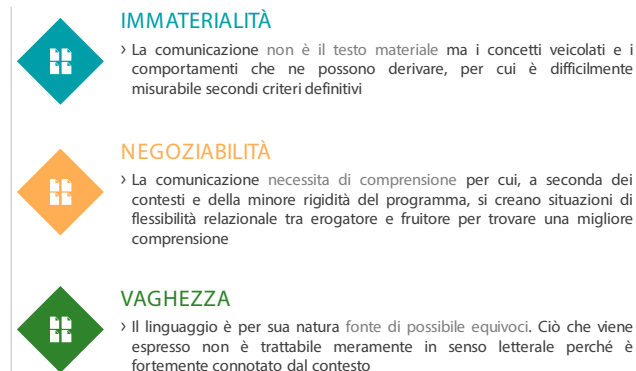 IMMATERIALITÀ
› La comunicazione non è il testo materiale ma i concetti veicolati e i
comportamenti che ne possono derivare, per cui è difficilmente
misurabile secondi criteri definitivi
NEGOZIABILITÀ
› La comunicazione necessita di comprensione per cui, a seconda dei
contesti e della minore rigidità del programma, si creano situazioni di
flessibilità relazionale tra erogatore e fruitore per trovare una migliore
comprensione
VAGHEZZA
› Il linguaggio è per sua natura fonte di possibile equivoci. Ciò che viene
espresso non è trattabile meramente in senso letterale perché è
fortemente connotato dal contesto